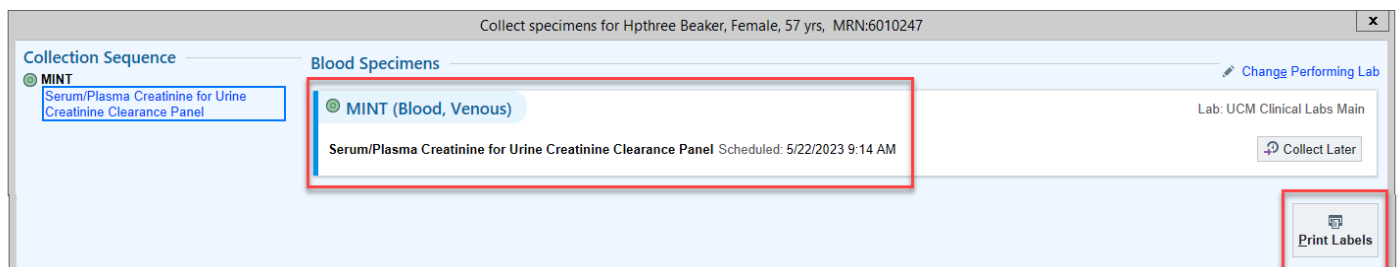 Collect specimens for Hpthree Beaker, Female, 57 yrs, MRN:6010247
x
Collection Sequence
MINT
Serum/Plasma Creatinine for Urine
Creatinine Clearance Panel
Blood Specimens
Change Performing Lab
MINT (Blood, Venous)
Lab: UCM Clinical Labs Main
Serum/Plasma Creatinine for Urine Creatinine Clearance Panel Scheduled: 5/22/2023 9:14 AM
Collect Later
Print Labels